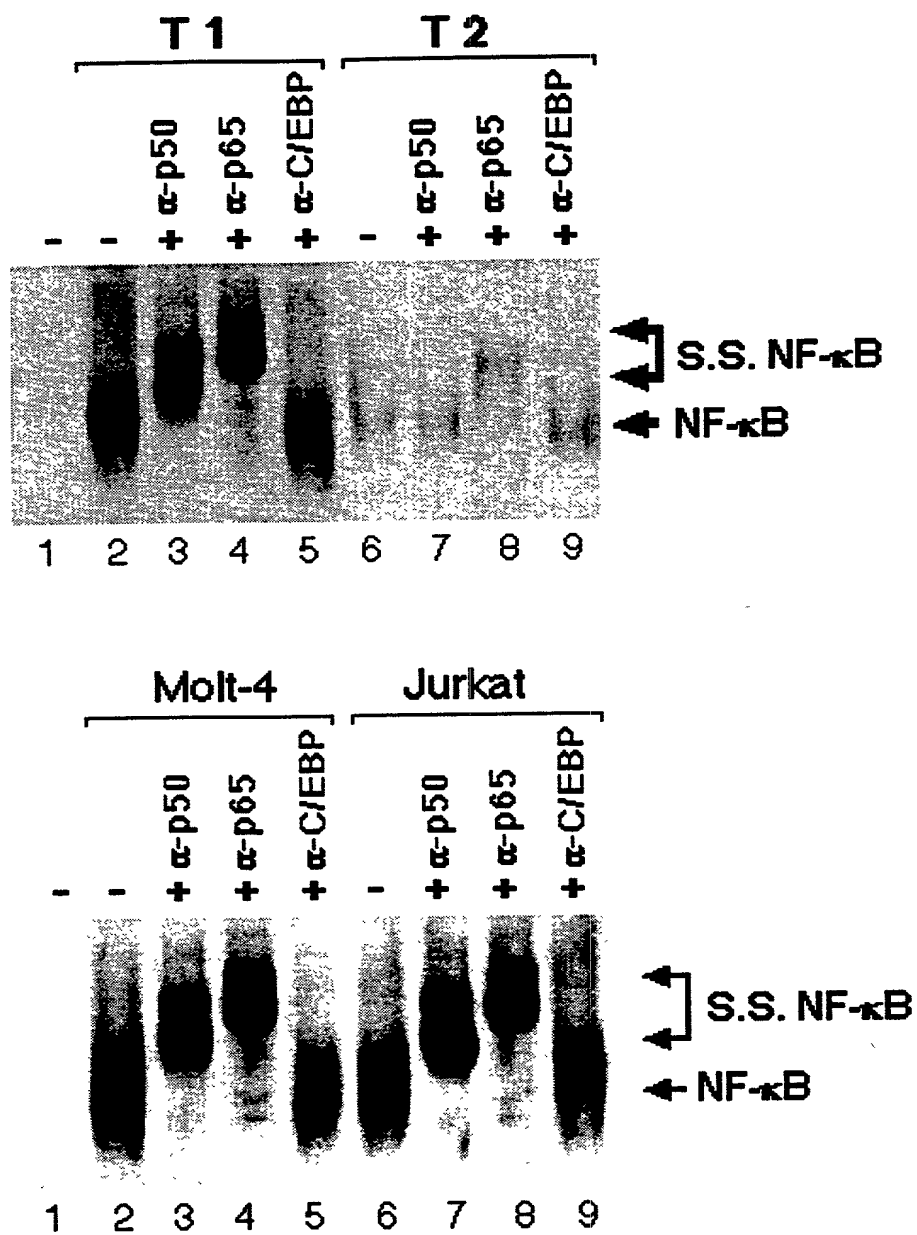 T 1 T 2
α-p50 α-p65 α-C/EBP α-p50 α-p65 α-C/EBP
- - + + + - + + +
S.S. NF-κB
NF-κB
1 2 3 4 5 6 7 8 9
Molt-4 Jurkat
α-p50 α-p65 α-C/EBP α-p50 α-p65 α-C/EBP
- - + + + - + + +
S.S. NF-κB
NF-κB
1 2 3 4 5 6 7 8 9